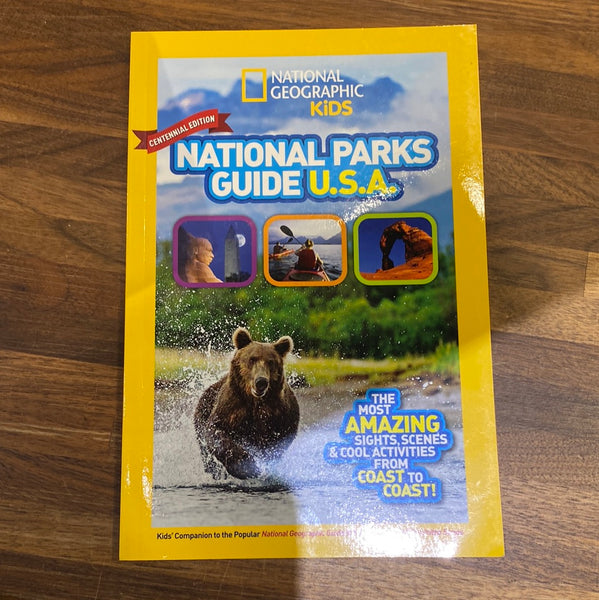 NATIONAL
GEOGRAPHIC
KiDS
CENTENNIAL EDITION
NATIONAL PARKS
GUIDE U.S.A.
THE
MOST
AMAZING
SIGHTS, SCENES
& COOL ACTIVITIES
FROM
COAST TO
COAST!
Kids' Companion to the Popular National Geographic